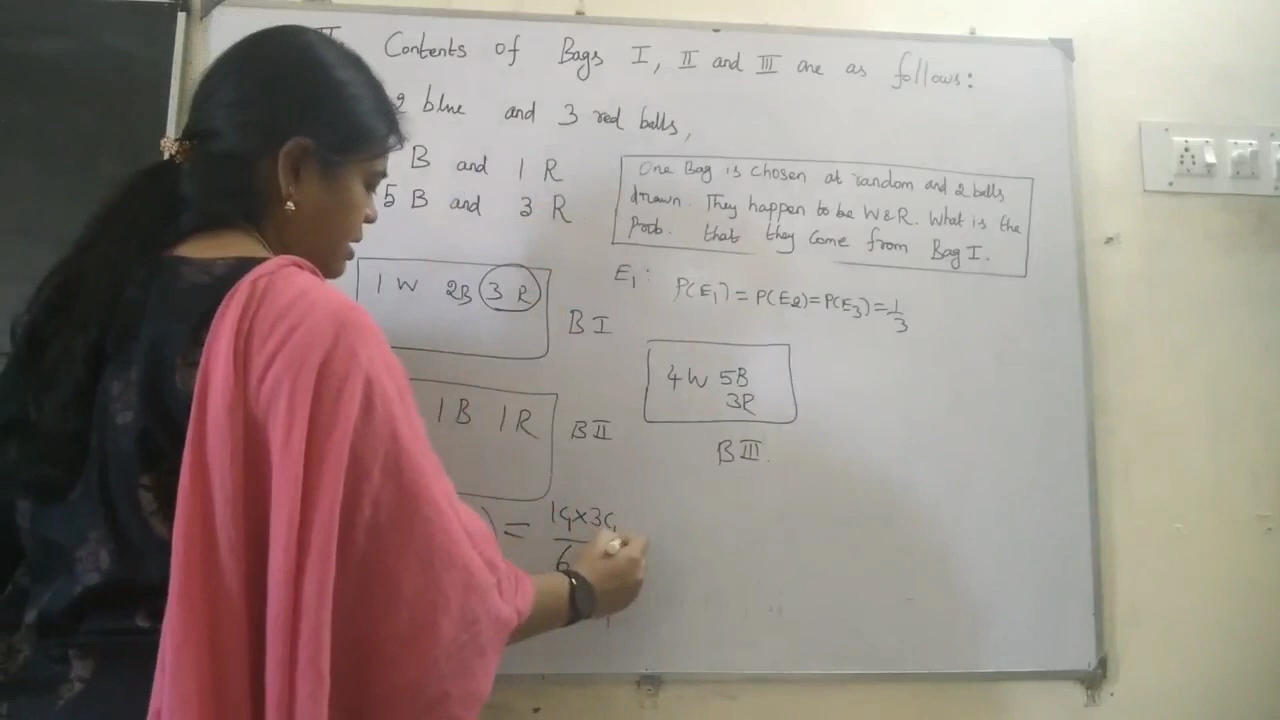 Contents of Bags I, II and III are as follows:
2 blue and 3 red balls,
B and 1 R
5 B and 3 R
One Bag is chosen at random and 2 balls
drawn. They happen to be W & R. What is the
Prob. that they Come from Bag I.
E₁: P(E₁) = P(E₂) = P(E₃) = 1/3
1 W 2B 3 R
B I
4 W 5B
3R
B III.
1 B 1 R
B II
) = 1C₁ × 3C₁
6